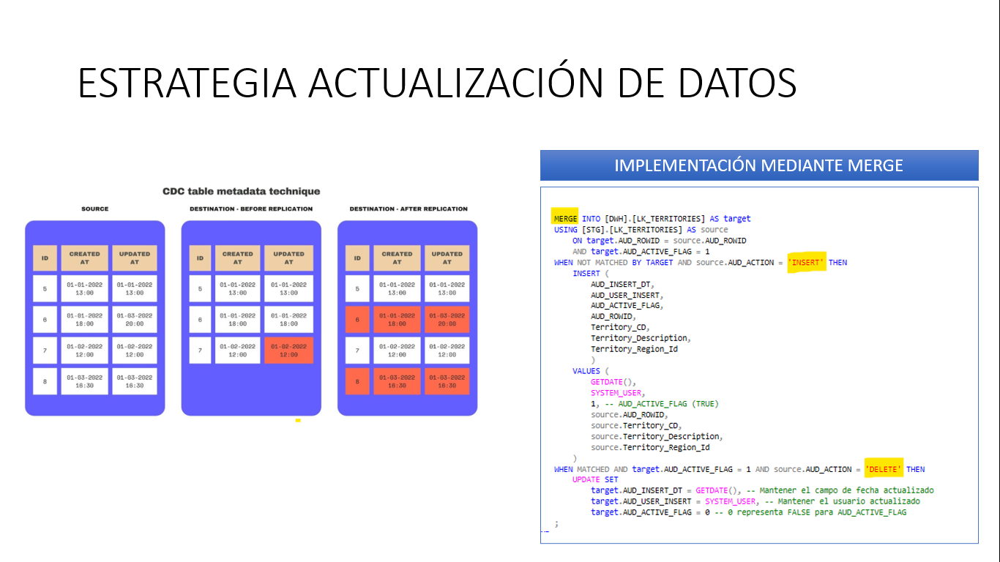 ESTRATEGIA ACTUALIZACIÓN DE DATOS
CDC table metadata technique
SOURCE
ID CREATED AT UPDATED AT
5 01-01-2022 13:00 01-01-2022 13:00
6 01-01-2022 18:00 01-03-2022 20:00
7 01-02-2022 12:00 01-02-2022 12:00
8 01-03-2022 16:30 01-03-2022 16:30
DESTINATION - BEFORE REPLICATION
ID CREATED AT UPDATED AT
5 01-01-2022 13:00 01-01-2022 13:00
6 01-01-2022 18:00 01-01-2022 18:00
7 01-02-2022 12:00 01-02-2022 12:00
DESTINATION - AFTER REPLICATION
ID CREATED AT UPDATED AT
5 01-01-2022 13:00 01-01-2022 13:00
6 01-01-2022 18:00 01-03-2022 20:00
7 01-02-2022 12:00 01-02-2022 12:00
8 01-03-2022 16:30 01-03-2022 16:30
IMPLEMENTACIÓN MEDIANTE MERGE
MERGE INTO [DWH].[LK_TERRITORIES] AS target
USING [STG].[LK_TERRITORIES] AS source
ON target.AUD_ROWID = source.AUD_ROWID
AND target.AUD_ACTIVE_FLAG = 1
WHEN NOT MATCHED BY TARGET AND source.AUD_ACTION = 'INSERT' THEN
INSERT (
AUD_INSERT_DT,
AUD_USER_INSERT,
AUD_ACTIVE_FLAG,
AUD_ROWID,
Territory_CD,
Territory_Description,
Territory_Region_Id
)
VALUES (
GETDATE(),
SYSTEM_USER,
1, -- AUD_ACTIVE_FLAG (TRUE)
source.AUD_ROWID,
source.Territory_CD,
source.Territory_Description,
source.Territory_Region_Id
)
WHEN MATCHED AND target.AUD_ACTIVE_FLAG = 1 AND source.AUD_ACTION = 'DELETE' THEN
UPDATE SET
target.AUD_INSERT_DT = GETDATE(), -- Mantener el campo de fecha actualizado
target.AUD_USER_INSERT = SYSTEM_USER, -- Mantener el usuario actualizado
target.AUD_ACTIVE_FLAG = 0 -- 0 representa FALSE para AUD_ACTIVE_FLAG
;